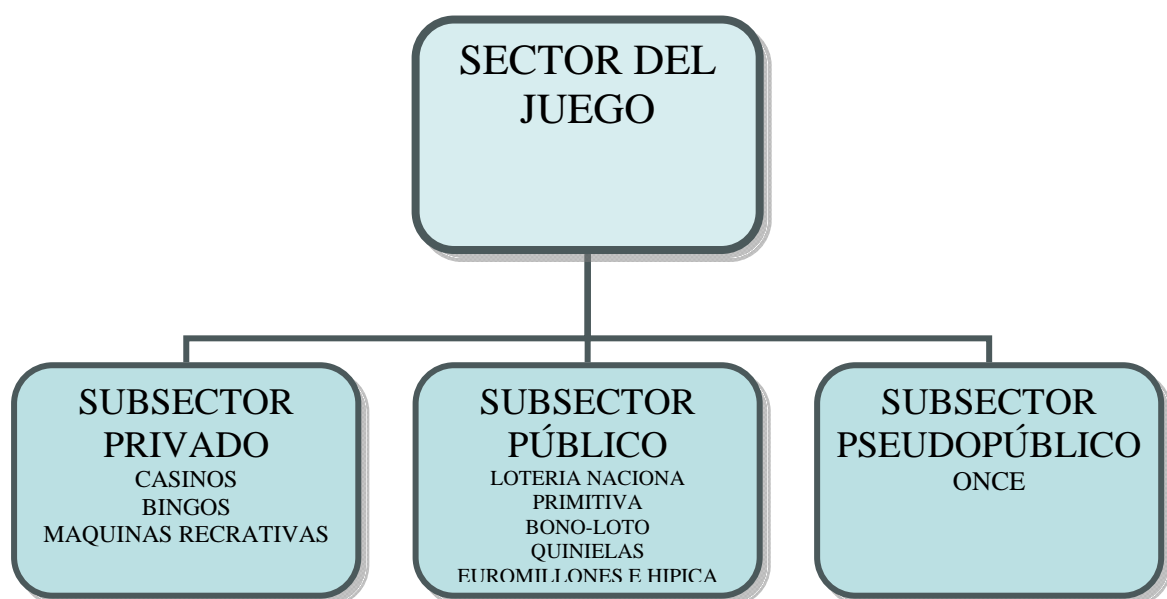 SECTOR DEL
JUEGO
SUBSECTOR
PRIVADO
CASINOS
BINGOS
MAQUINAS RECRATIVAS
SUBSECTOR
PÚBLICO
LOTERIA NACIONA
PRIMITIVA
BONO-LOTO
QUINIELAS
EUROMILLONES E HIPICA
SUBSECTOR
PSEUDOPÚBLICO
ONCE